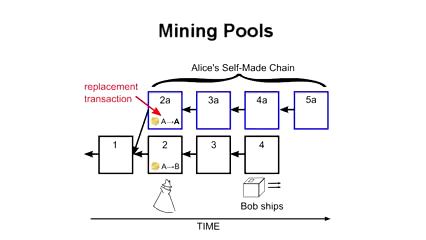 Mining Pools
Alice's Self-Made Chain
replacement
transaction
2a
3a
4a
5a
A→A
1
2
3
4
A→B
Bob ships
TIME